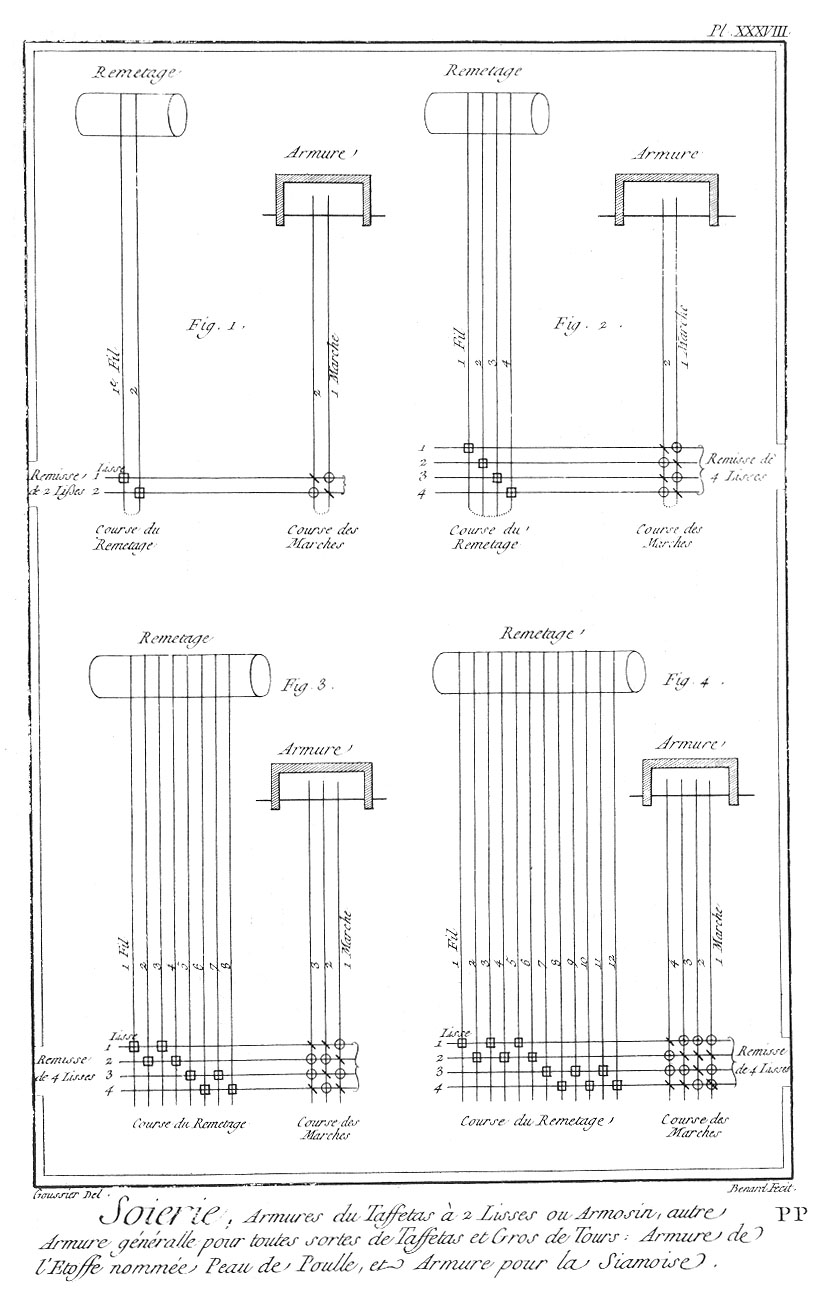 Pl. XXXVIII.
Remetage
Armure
Fig. 1.
1.er Fil
2
2
1 Marche
Lisse
Remisse 1
de 2 Lisses 2
Course du
Remetage
Course des
Marches
Remetage
Armure
Fig. 2.
1 Fil
2
3
4
2
1 Marche
1
2
3
4
Remisse de
4 Lisses
Course du
Remetage
Course des
Marches
Remetage
Fig. 3.
Armure
1 Fil
2
3
4
5
6
7
8
3
2
1 Marche
Lisse
1
Remisse 2
de 4 Lisses 3
4
Course du Remetage
Course des
Marches
Remetage
Fig. 4.
Armure
1 Fil
2
3
4
5
6
7
8
9
10
11
12
4
3
2
1 Marche
Lisse
1
2
3
4
Remisse
de 4 Lisses
Course du Remetage
Course des
Marches
Goussier Del.
Benard Fecit.
Soierie, Armures du Taffetas à 2 Lisses ou Armosin, autre
PP
Armure généralle pour toutes sortes de Taffetas et Gros de Tours: Armure de
l'Etoffe nommée Peau de Poulle, et Armure pour la Siamoise.